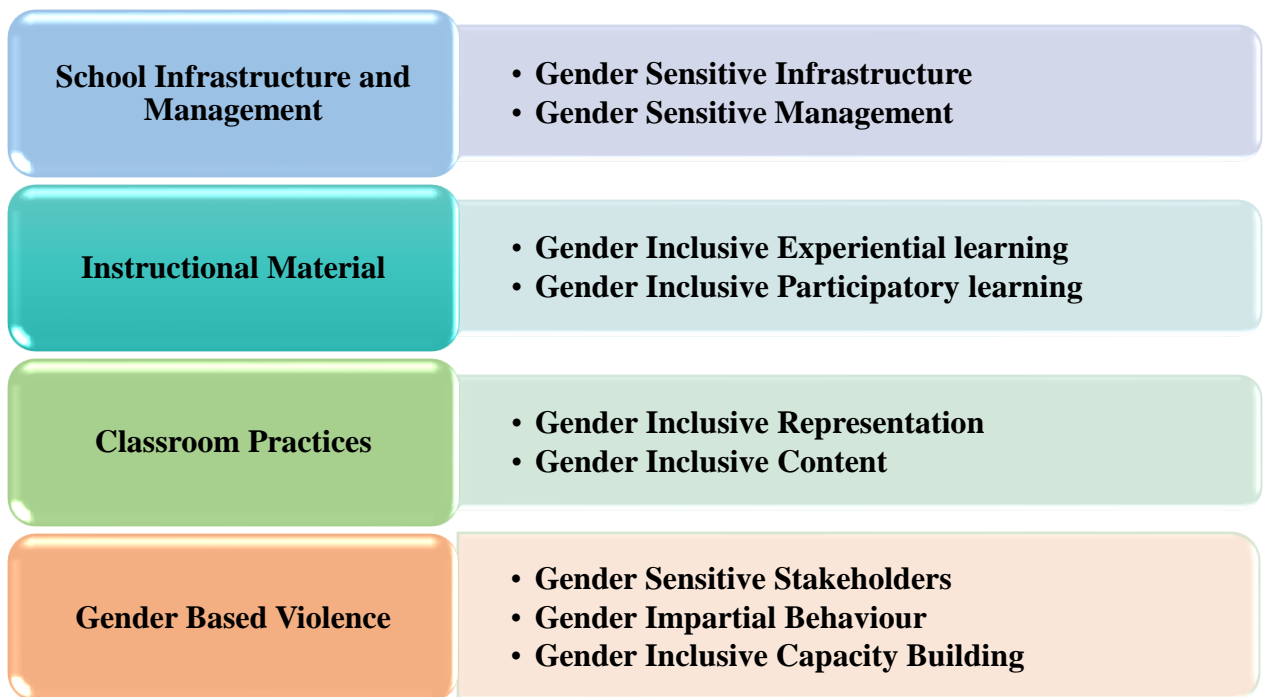 School Infrastructure and
Management
• Gender Sensitive Infrastructure
• Gender Sensitive Management
Instructional Material
• Gender Inclusive Experiential learning
• Gender Inclusive Participatory learning
Classroom Practices
• Gender Inclusive Representation
• Gender Inclusive Content
Gender Based Violence
• Gender Sensitive Stakeholders
• Gender Impartial Behaviour
• Gender Inclusive Capacity Building